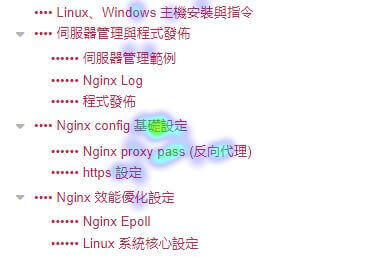 •••• Linux、Windows 主機安裝與指令
•••• 伺服器管理與程式發佈
•••••• 伺服器管理範例
•••••• Nginx Log
•••••• 程式發佈
•••• Nginx config 基礎設定
•••••• Nginx proxy pass (反向代理)
•••••• https 設定
•••• Nginx 效能優化設定
•••••• Nginx Epoll
•••••• Linux 系統核心設定